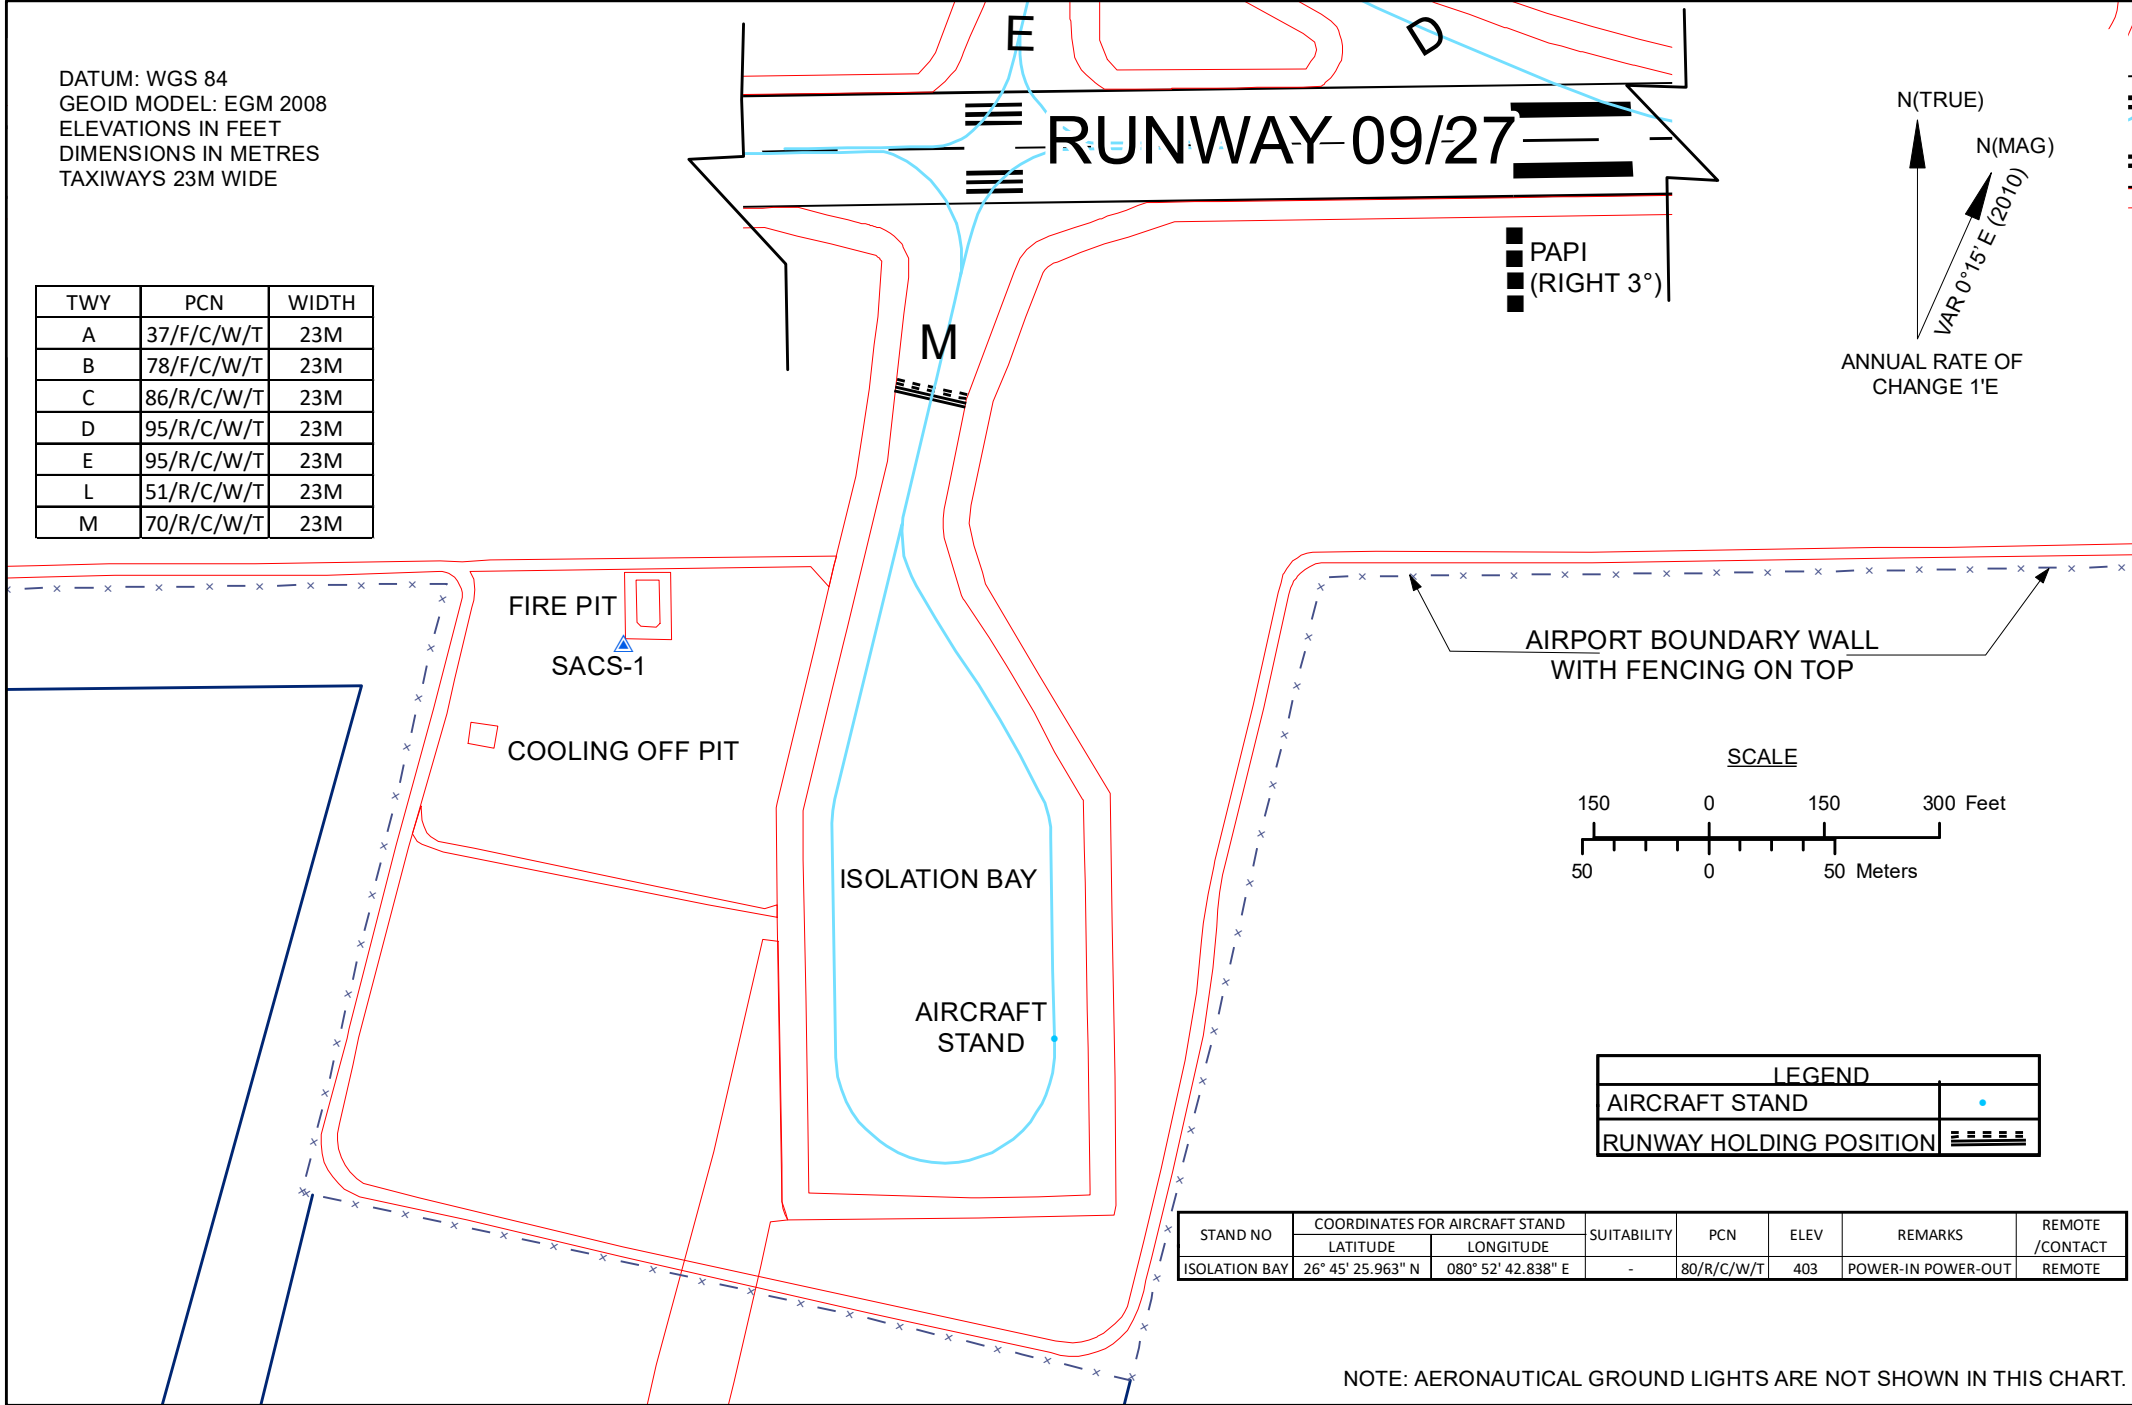 E
D
DATUM: WGS 84
GEOID MODEL: EGM 2008
ELEVATIONS IN FEET
DIMENSIONS IN METRES
TAXIWAYS 23M WIDE
RUNWAY 09/27
N(TRUE)
N(MAG)
VAR 0°15' E (2010)
ANNUAL RATE OF
CHANGE 1'E
PAPI
(RIGHT 3°)
M
TWY PCN WIDTH
A 37/F/C/W/T 23M
B 78/F/C/W/T 23M
C 86/R/C/W/T 23M
D 95/R/C/W/T 23M
E 95/R/C/W/T 23M
L 51/R/C/W/T 23M
M 70/R/C/W/T 23M
FIRE PIT
SACS-1
COOLING OFF PIT
AIRPORT BOUNDARY WALL
WITH FENCING ON TOP
SCALE
150 0 150 300 Feet
50 0 50 Meters
ISOLATION BAY
AIRCRAFT
STAND
LEGEND
AIRCRAFT STAND
RUNWAY HOLDING POSITION
STAND NO COORDINATES FOR AIRCRAFT STAND SUITABILITY PCN ELEV REMARKS REMOTE
LATITUDE LONGITUDE /CONTACT
ISOLATION BAY 26° 45' 25.963" N 080° 52' 42.838" E - 80/R/C/W/T 403 POWER-IN POWER-OUT REMOTE
NOTE: AERONAUTICAL GROUND LIGHTS ARE NOT SHOWN IN THIS CHART.